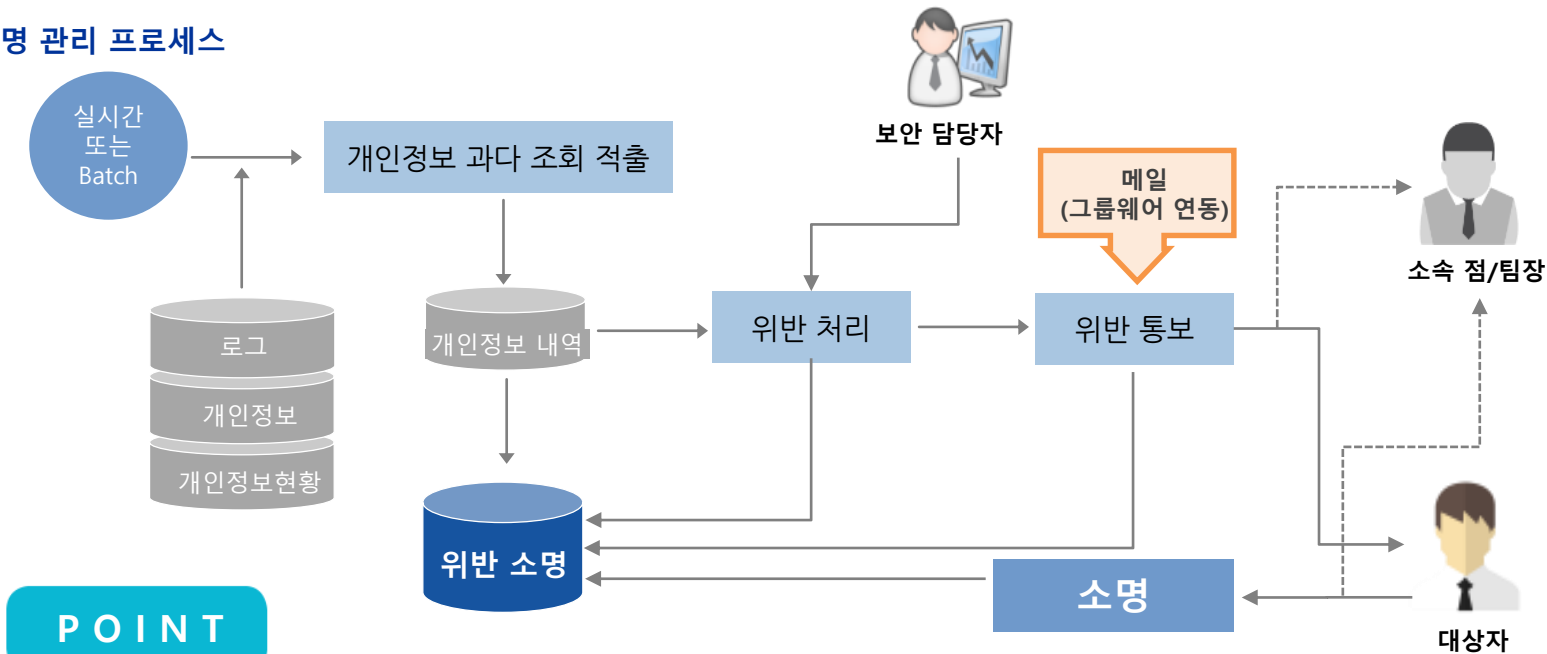 명 관리 프로세스
실시간
또는
Batch
개인정보 과다 조회 적출
보안 담당자
메일
(그룹웨어 연동)
소속 점/팀장
로그
개인정보
개인정보현황
개인정보 내역
위반 처리
위반 통보
위반 소명
소명
대상자
POINT